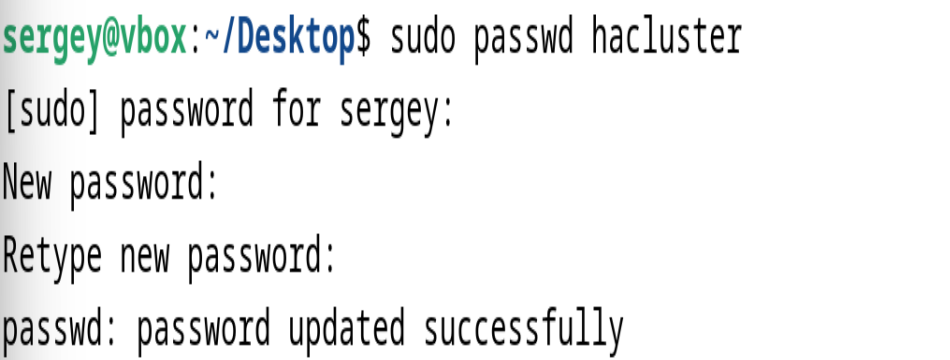 sergey@vbox:~/Desktop$ sudo passwd hacluster
[sudo] password for sergey:
New password:
Retype new password:
passwd: password updated successfully